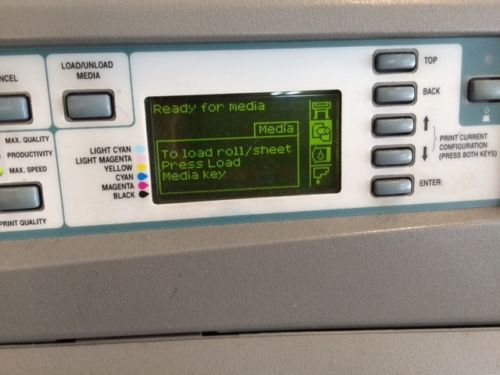 LOAD/UNLOAD
MEDIA
MAX. QUALITY
PRODUCTIVITY
MAX. SPEED
LIGHT CYAN
LIGHT MAGENTA
YELLOW
CYAN
MAGENTA
BLACK
Ready for media
Media
To load roll/sheet
Press Load
Media key
TOP
BACK
PRINT CURRENT
CONFIGURATION
(PRESS BOTH KEYS)
ENTER
NCEL
PRINT QUALITY